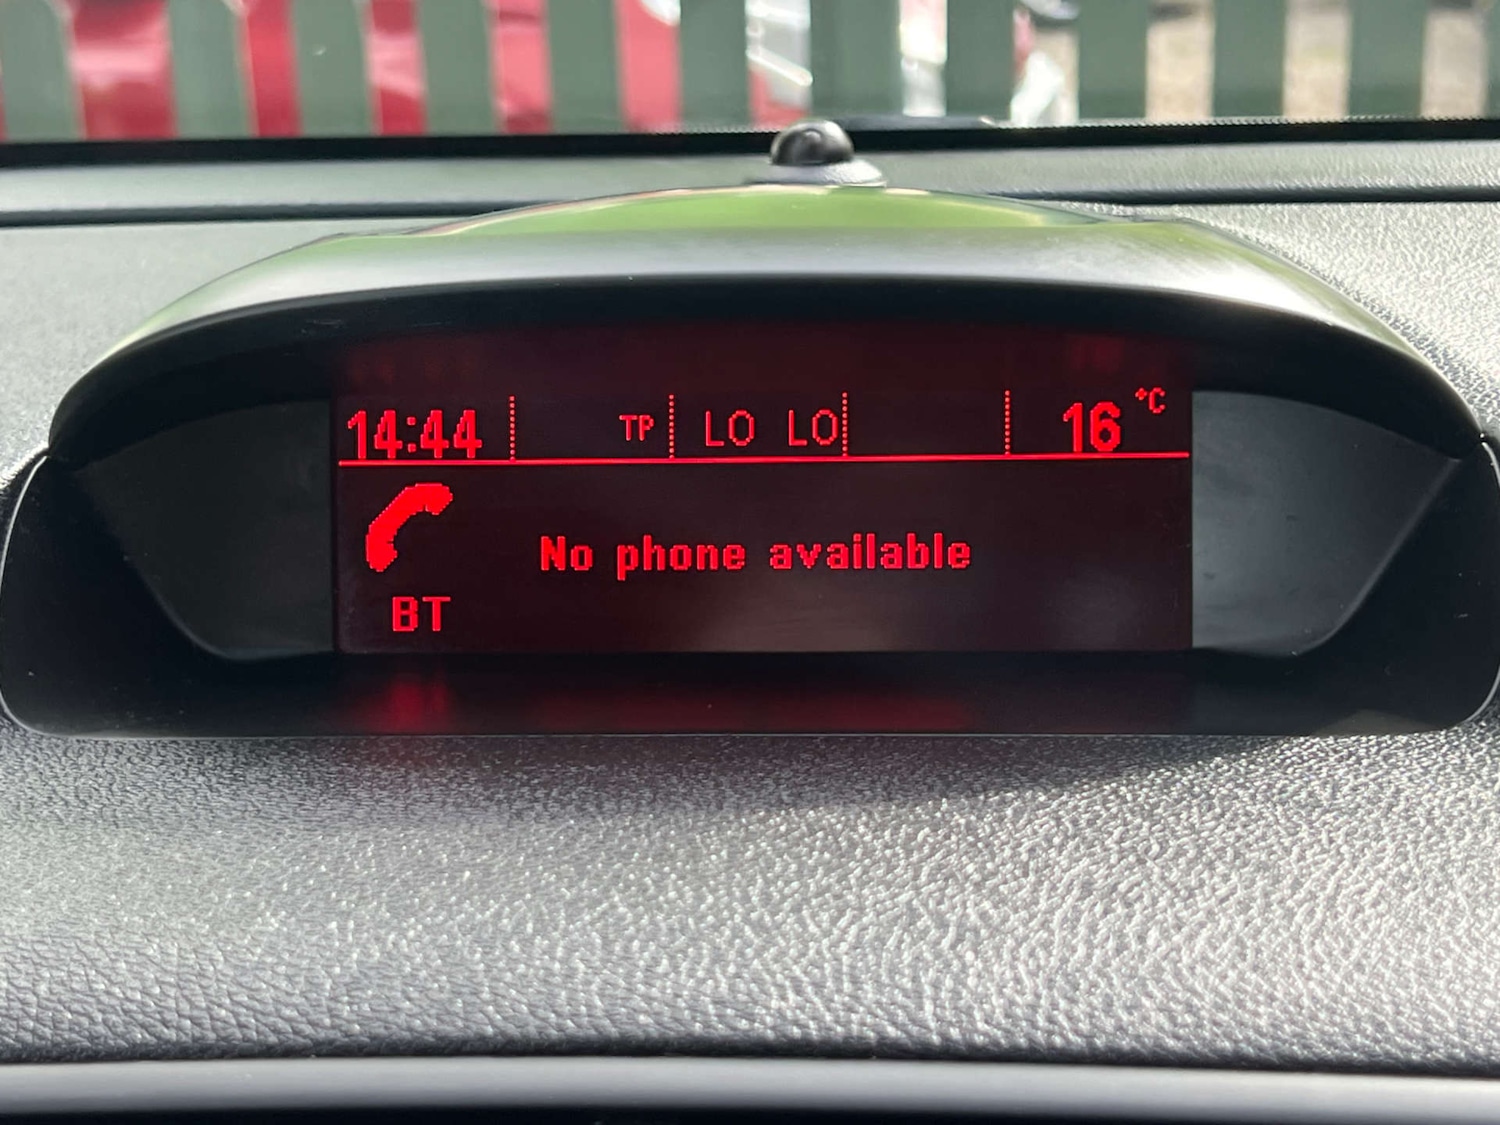 14:44 TP LO LO 16 °C
No phone available
BT